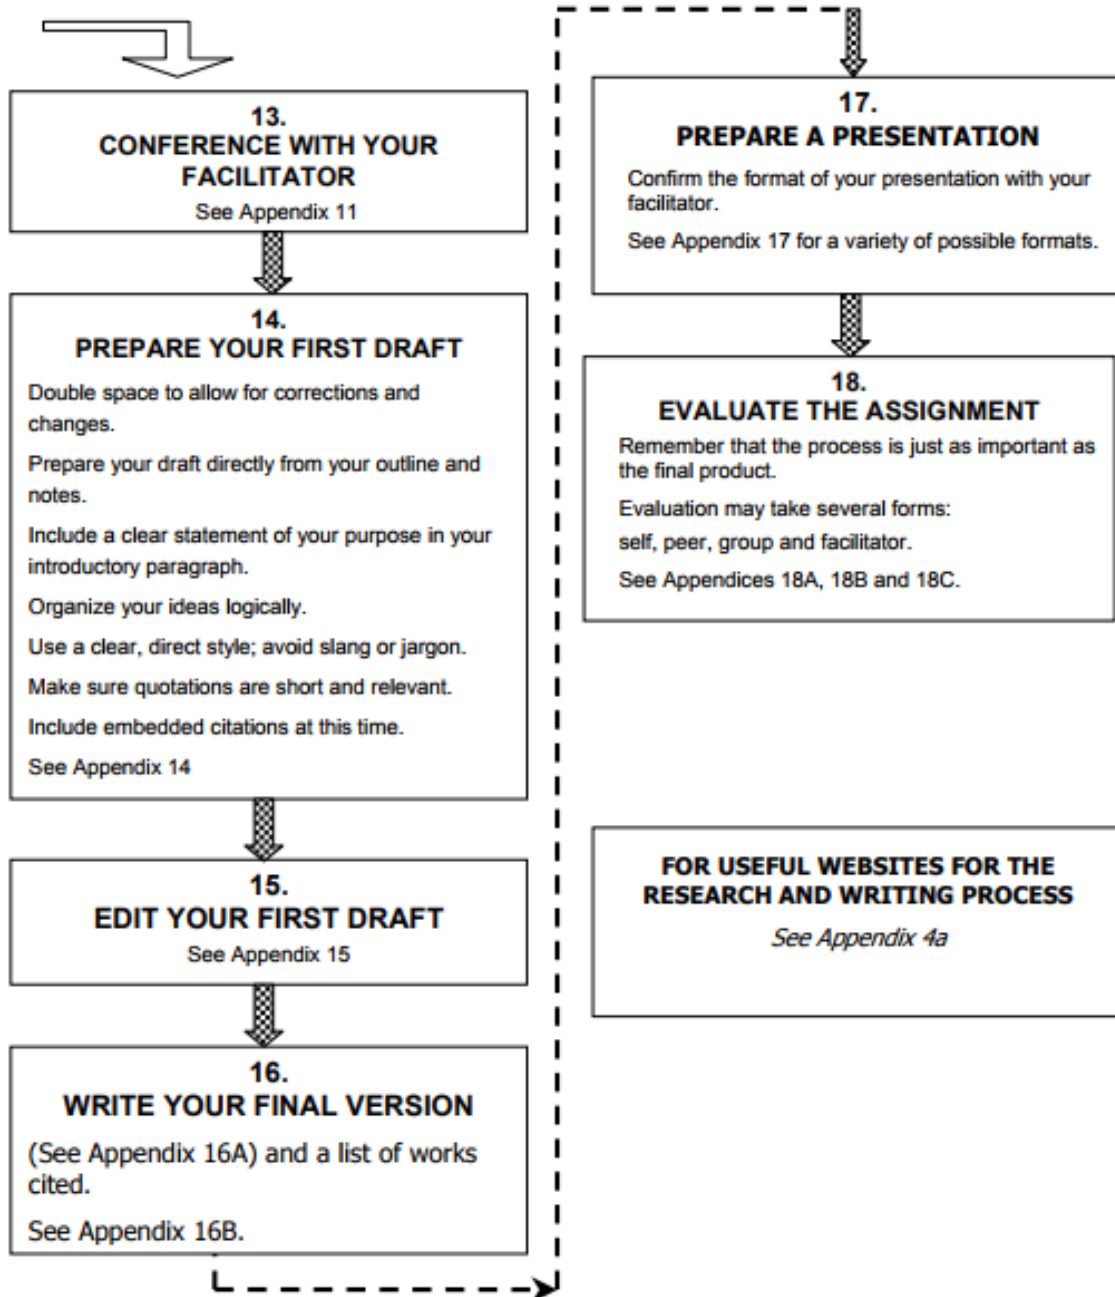 13.
CONFERENCE WITH YOUR
FACILITATOR
See Appendix 11
14.
PREPARE YOUR FIRST DRAFT
Double space to allow for corrections and
changes.
Prepare your draft directly from your outline and
notes.
Include a clear statement of your purpose in your
introductory paragraph.
Organize your ideas logically.
Use a clear, direct style; avoid slang or jargon.
Make sure quotations are short and relevant.
Include embedded citations at this time.
See Appendix 14
15.
EDIT YOUR FIRST DRAFT
See Appendix 15
16.
WRITE YOUR FINAL VERSION
(See Appendix 16A) and a list of works
cited.
See Appendix 16B.
17.
PREPARE A PRESENTATION
Confirm the format of your presentation with your
facilitator.
See Appendix 17 for a variety of possible formats.
18.
EVALUATE THE ASSIGNMENT
Remember that the process is just as important as
the final product.
Evaluation may take several forms:
self, peer, group and facilitator.
See Appendices 18A, 18B and 18C.
FOR USEFUL WEBSITES FOR THE
RESEARCH AND WRITING PROCESS
See Appendix 4a